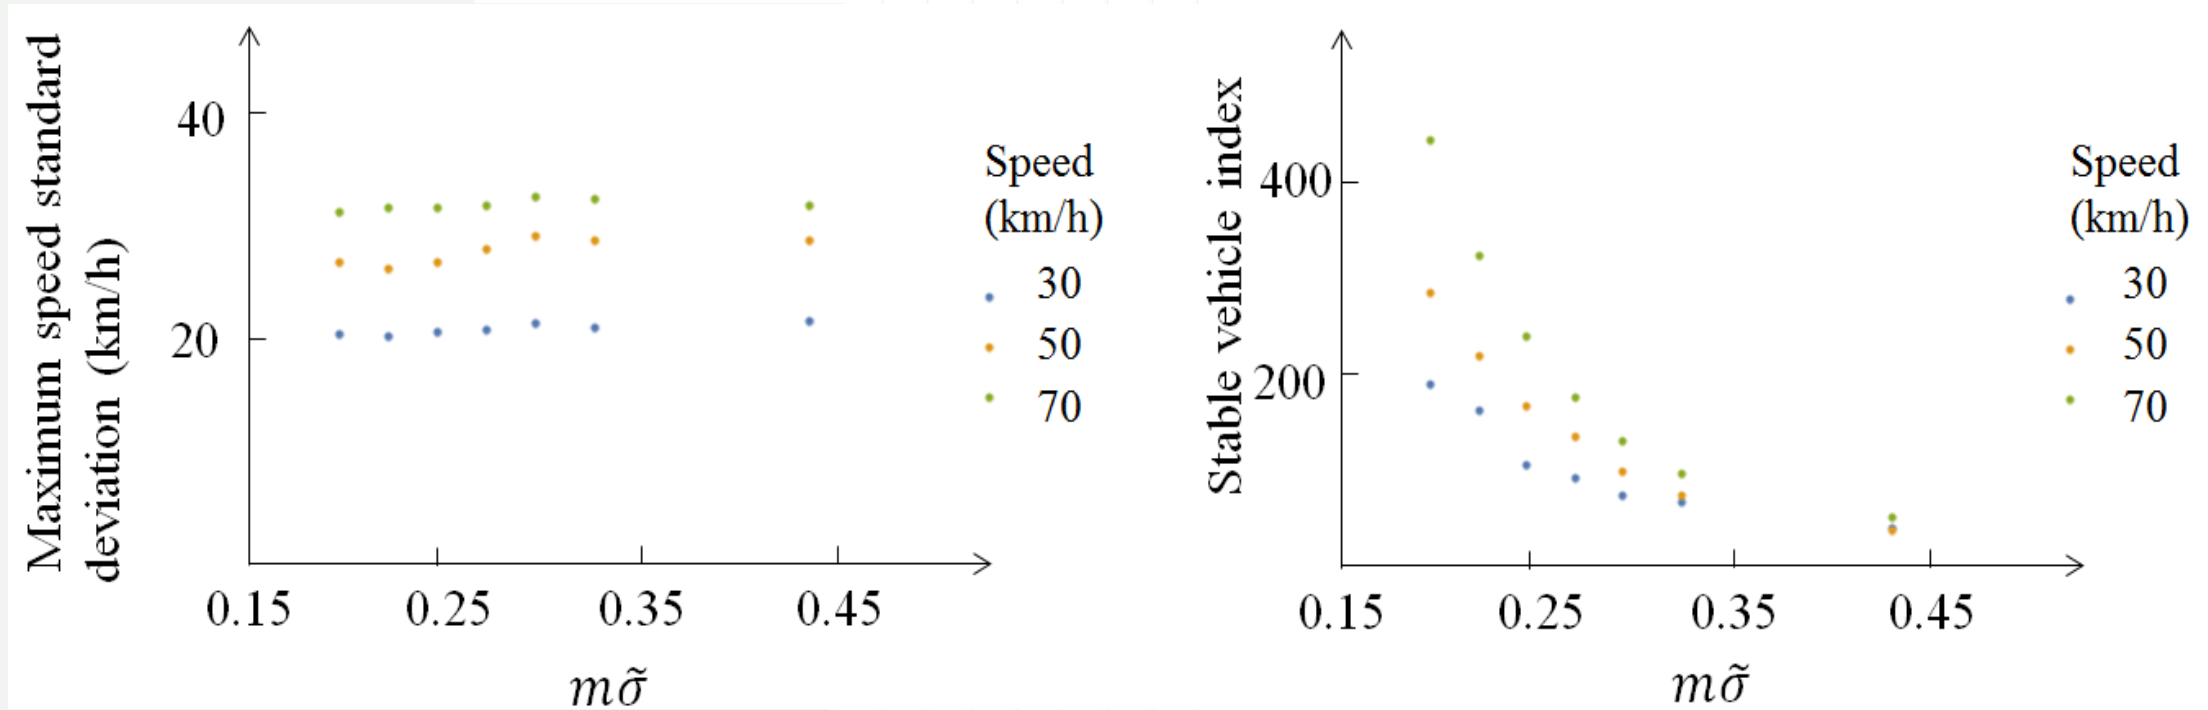 Maximum speed standard
deviation (km/h)
40
20
0.15 0.25 0.35 0.45
mσ̃
Speed
(km/h)
30
50
70
Stable vehicle index
400
200
0.15 0.25 0.35 0.45
mσ̃
Speed
(km/h)
30
50
70